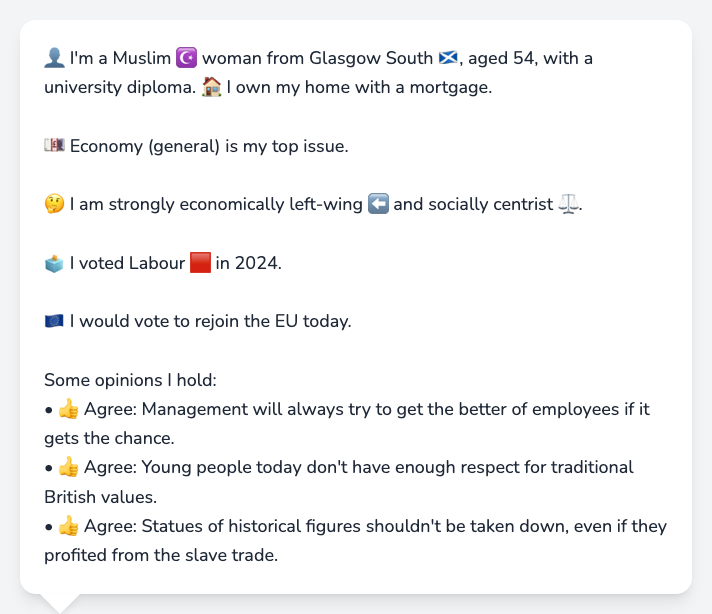 👤 I'm a Muslim ☪️ woman from Glasgow South 🏴󠁧󠁢󠁳󠁣󠁴󠁿, aged 54, with a
university diploma. 🏠 I own my home with a mortgage.
💷 Economy (general) is my top issue.
🤔 I am strongly economically left-wing ⬅️ and socially centrist ⚖️.
🗳️ I voted Labour 🟥 in 2024.
🇪🇺 I would vote to rejoin the EU today.
Some opinions I hold:
• 👍 Agree: Management will always try to get the better of employees if it
gets the chance.
• 👍 Agree: Young people today don't have enough respect for traditional
British values.
• 👍 Agree: Statues of historical figures shouldn't be taken down, even if they
profited from the slave trade.